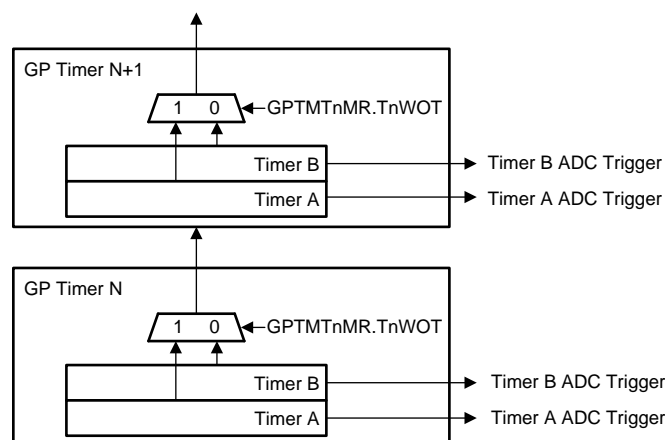 GP Timer N+1
1 0
GPTMTnMR.TnWOT
Timer B
Timer B ADC Trigger
Timer A
Timer A ADC Trigger
GP Timer N
1 0
GPTMTnMR.TnWOT
Timer B
Timer B ADC Trigger
Timer A
Timer A ADC Trigger